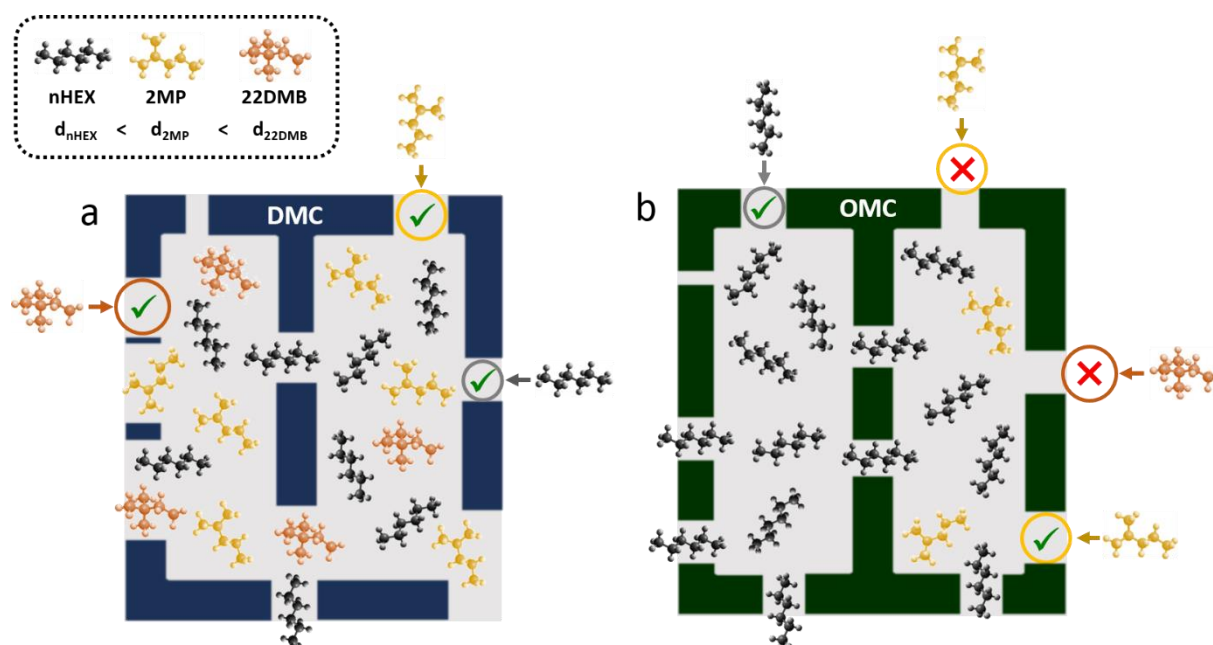 nHEX 2MP 22DMB
dnHEX < d2MP < d22DMB
a
DMC
b
OMC